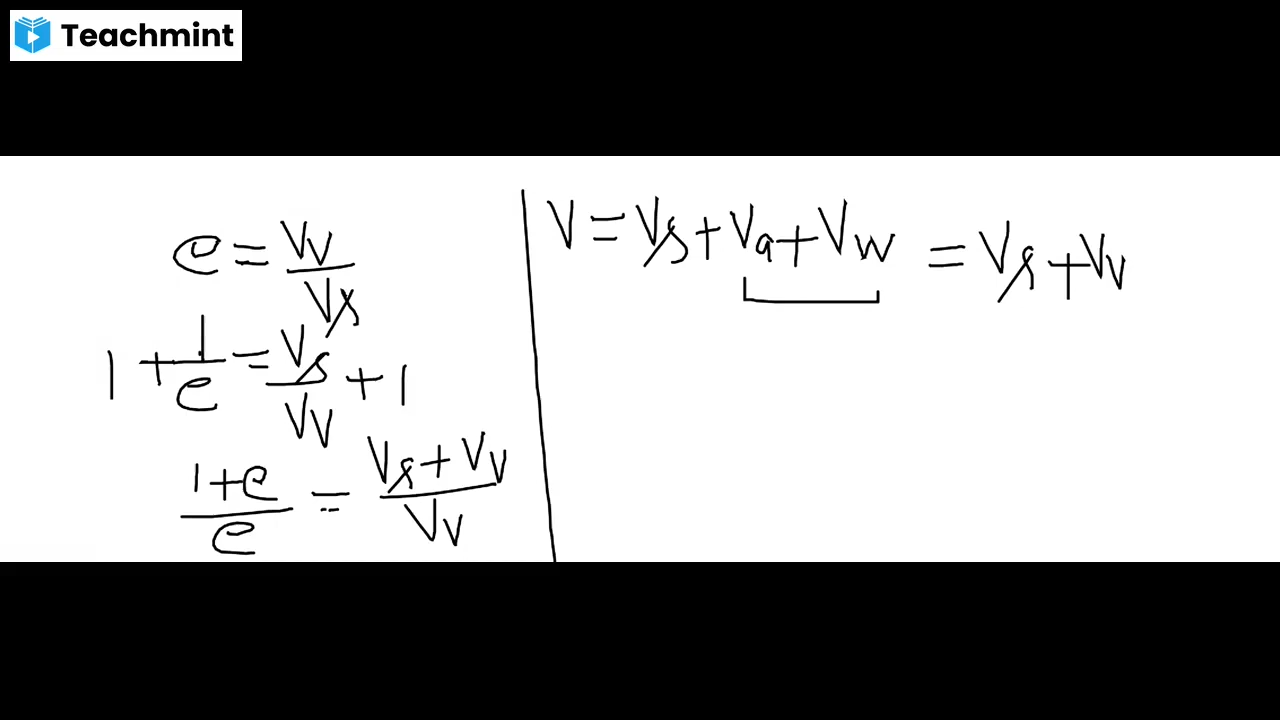 Teachmint
e = Vv/Vs
1 + 1/e = Vs/Vv + 1
1+e/e = Vs+Vv/Vv
V = Vs + Va + Vw = Vs + Vv